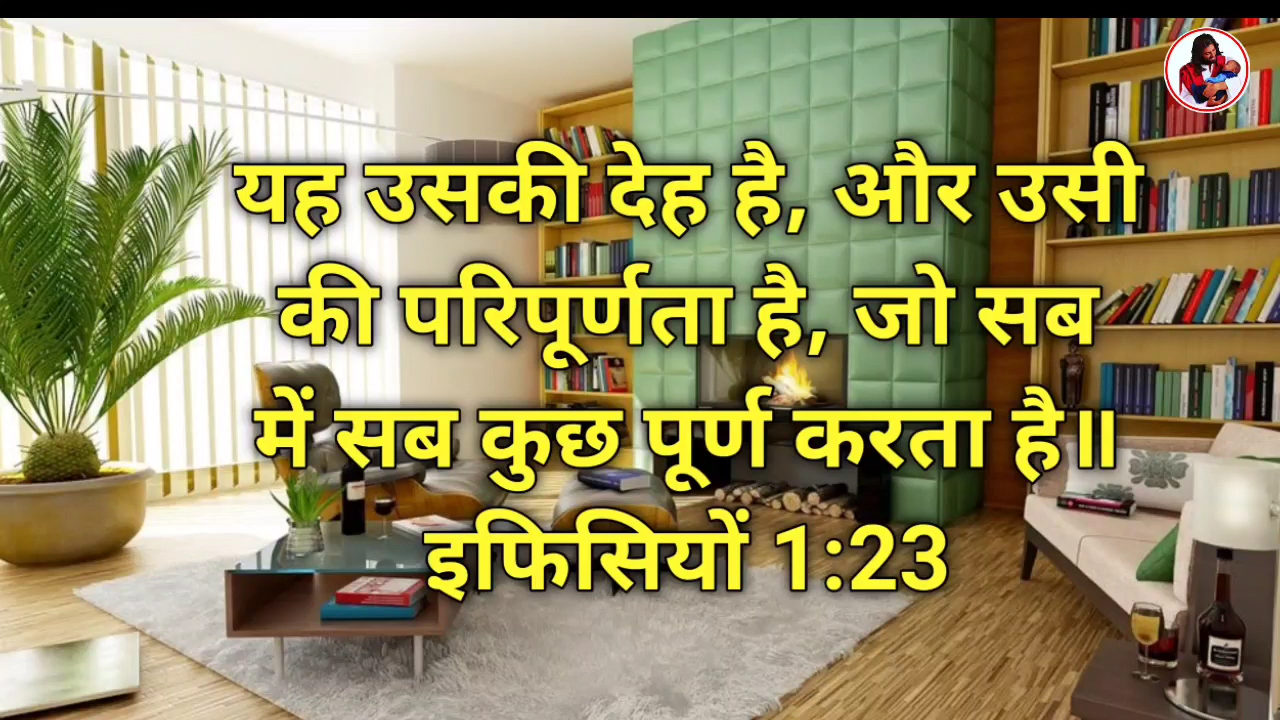 यह उसकी देह है, और उसी
की परिपूर्णता है, जो सब
में सब कुछ पूर्ण करता है॥
इफिसियों 1:23